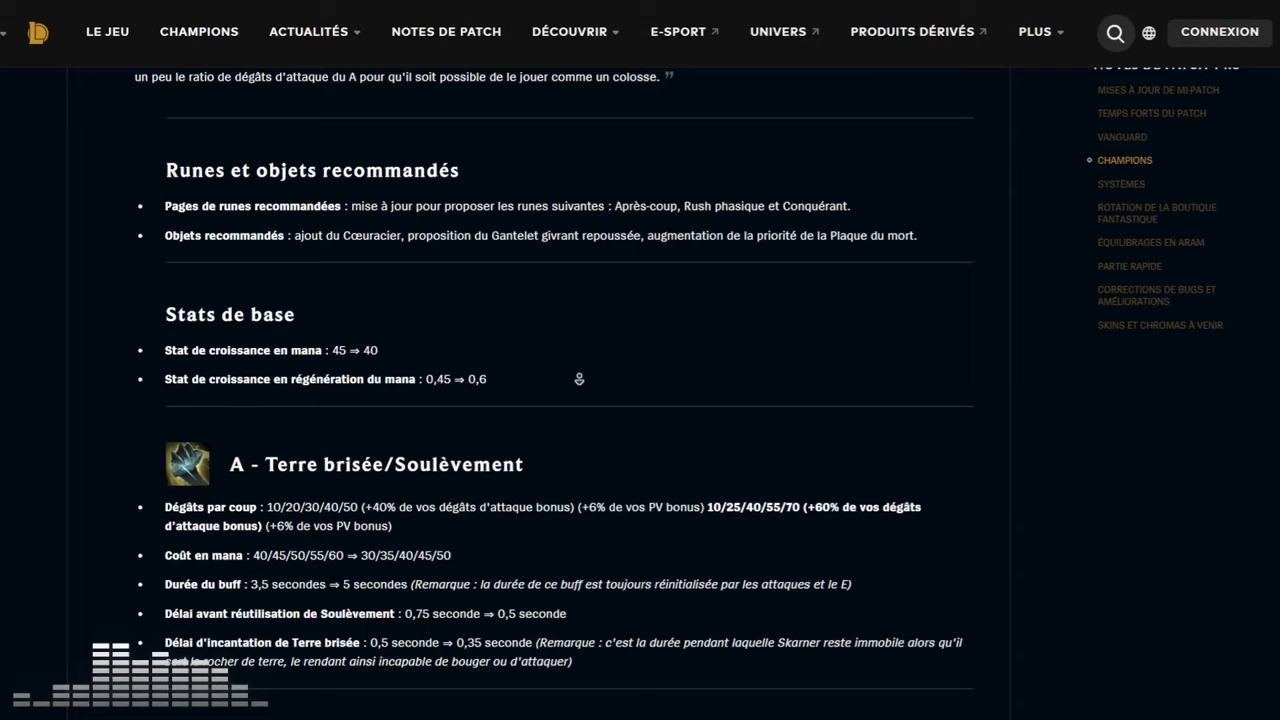 LE JEU CHAMPIONS ACTUALITÉS NOTES DE PATCH DÉCOUVRIR E-SPORT UNIVERS PRODUITS DÉRIVÉS PLUS CONNEXION
un peu le ratio de dégâts d'attaque du A pour qu'il soit possible de le jouer comme un colosse. ”
Runes et objets recommandés
• Pages de runes recommandées : mise à jour pour proposer les runes suivantes : Après-coup, Rush phasique et Conquérant.
• Objets recommandés : ajout du Cœuracier, proposition du Gantelet givrant repoussée, augmentation de la priorité de la Plaque du mort.
Stats de base
• Stat de croissance en mana : 45 ⇒ 40
• Stat de croissance en régénération du mana : 0,45 ⇒ 0,6
A - Terre brisée/Soulèvement
• Dégâts par coup : 10/20/30/40/50 (+40% de vos dégâts d'attaque bonus) (+6% de vos PV bonus) 10/25/40/55/70 (+60% de vos dégâts
d'attaque bonus) (+6% de vos PV bonus)
• Coût en mana : 40/45/50/55/60 ⇒ 30/35/40/45/50
• Durée du buff : 3,5 secondes ⇒ 5 secondes (Remarque : la durée de ce buff est toujours réinitialisée par les attaques et le E)
• Délai avant réutilisation de Soulèvement : 0,75 seconde ⇒ 0,5 seconde
• Délai d'incantation de Terre brisée : 0,5 seconde ⇒ 0,35 seconde (Remarque : c'est la durée pendant laquelle Skarner reste immobile alors qu'il
rocher de terre, le rendant ainsi incapable de bouger ou d'attaquer)
MISES À JOUR DE MI-PATCH
TEMPS FORTS DU PATCH
VANGUARD
CHAMPIONS
SYSTÈMES
ROTATION DE LA BOUTIQUE
FANTASTIQUE
ÉQUILIBRAGES EN ARAM
PARTIE RAPIDE
CORRECTIONS DE BUGS ET
AMÉLIORATIONS
SKINS ET CHROMAS À VENIR